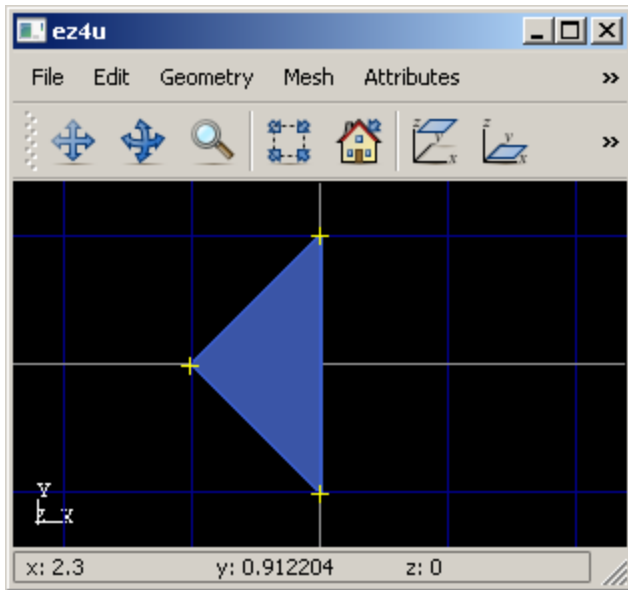 ez4u
File Edit Geometry Mesh Attributes »
z y x z y x »
Y
Z X
x: 2.3 y: 0.912204 z: 0